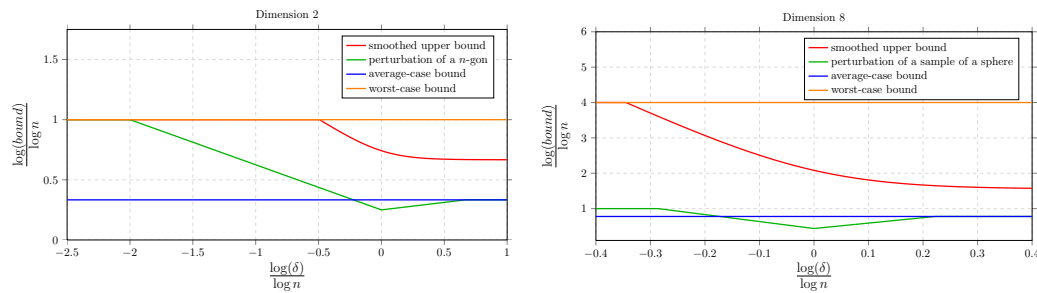 Dimension 2
smoothed upper bound
perturbation of a n-gon
average-case bound
worst-case bound
1.5
1
0.5
0
log(bound)
log n
−2.5 −2 −1.5 −1 −0.5 0 0.5 1
log(δ)
log n
Dimension 8
smoothed upper bound
perturbation of a sample of a sphere
average-case bound
worst-case bound
6
5
4
3
2
1
log(bound)
log n
−0.4 −0.3 −0.2 −0.1 0 0.1 0.2 0.3 0.4
log(δ)
log n